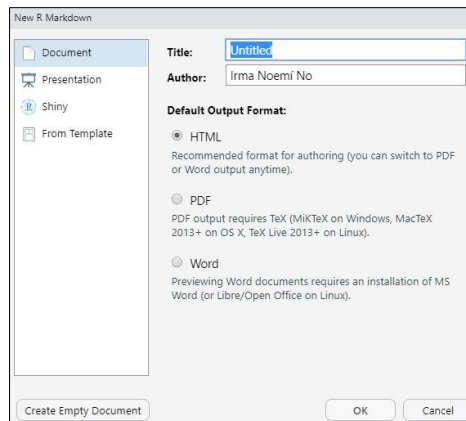 New R Markdown
Document
Presentation
R Shiny
From Template
Title: Untitled
Author: Irma Noemí No
Default Output Format:
HTML
Recommended format for authoring (you can switch to PDF
or Word output anytime).
PDF
PDF output requires TeX (MiKTeX on Windows, MacTeX
2013+ on OS X, TeX Live 2013+ on Linux).
Word
Previewing Word documents requires an installation of MS
Word (or Libre/Open Office on Linux).
Create Empty Document
OK
Cancel